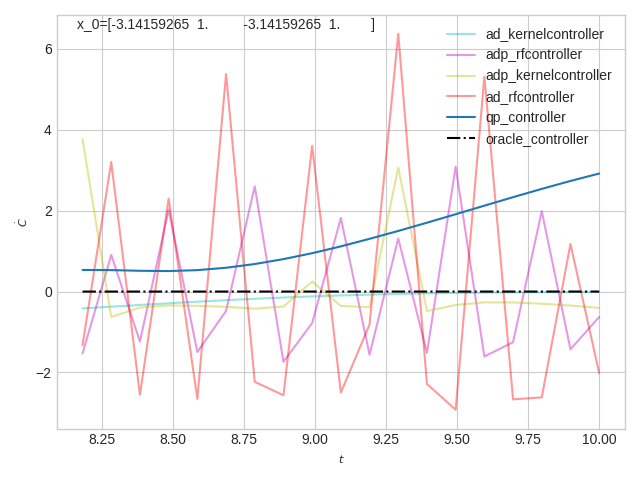 x_0=[-3.14159265 1. -3.14159265 1. ]
ad_kernelcontroller
adp_rfcontroller
adp_kernelcontroller
ad_rfcontroller
qp_controller
oracle_controller
6
4
2
0
−2
Ċ
8.25 8.50 8.75 9.00 9.25 9.50 9.75 10.00
t